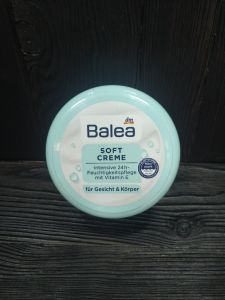 dm
Balea
SOFT
CREME
Intensive 24h-
Feuchtigkeitspflege
mit Vitamin E
für Gesicht & Körper